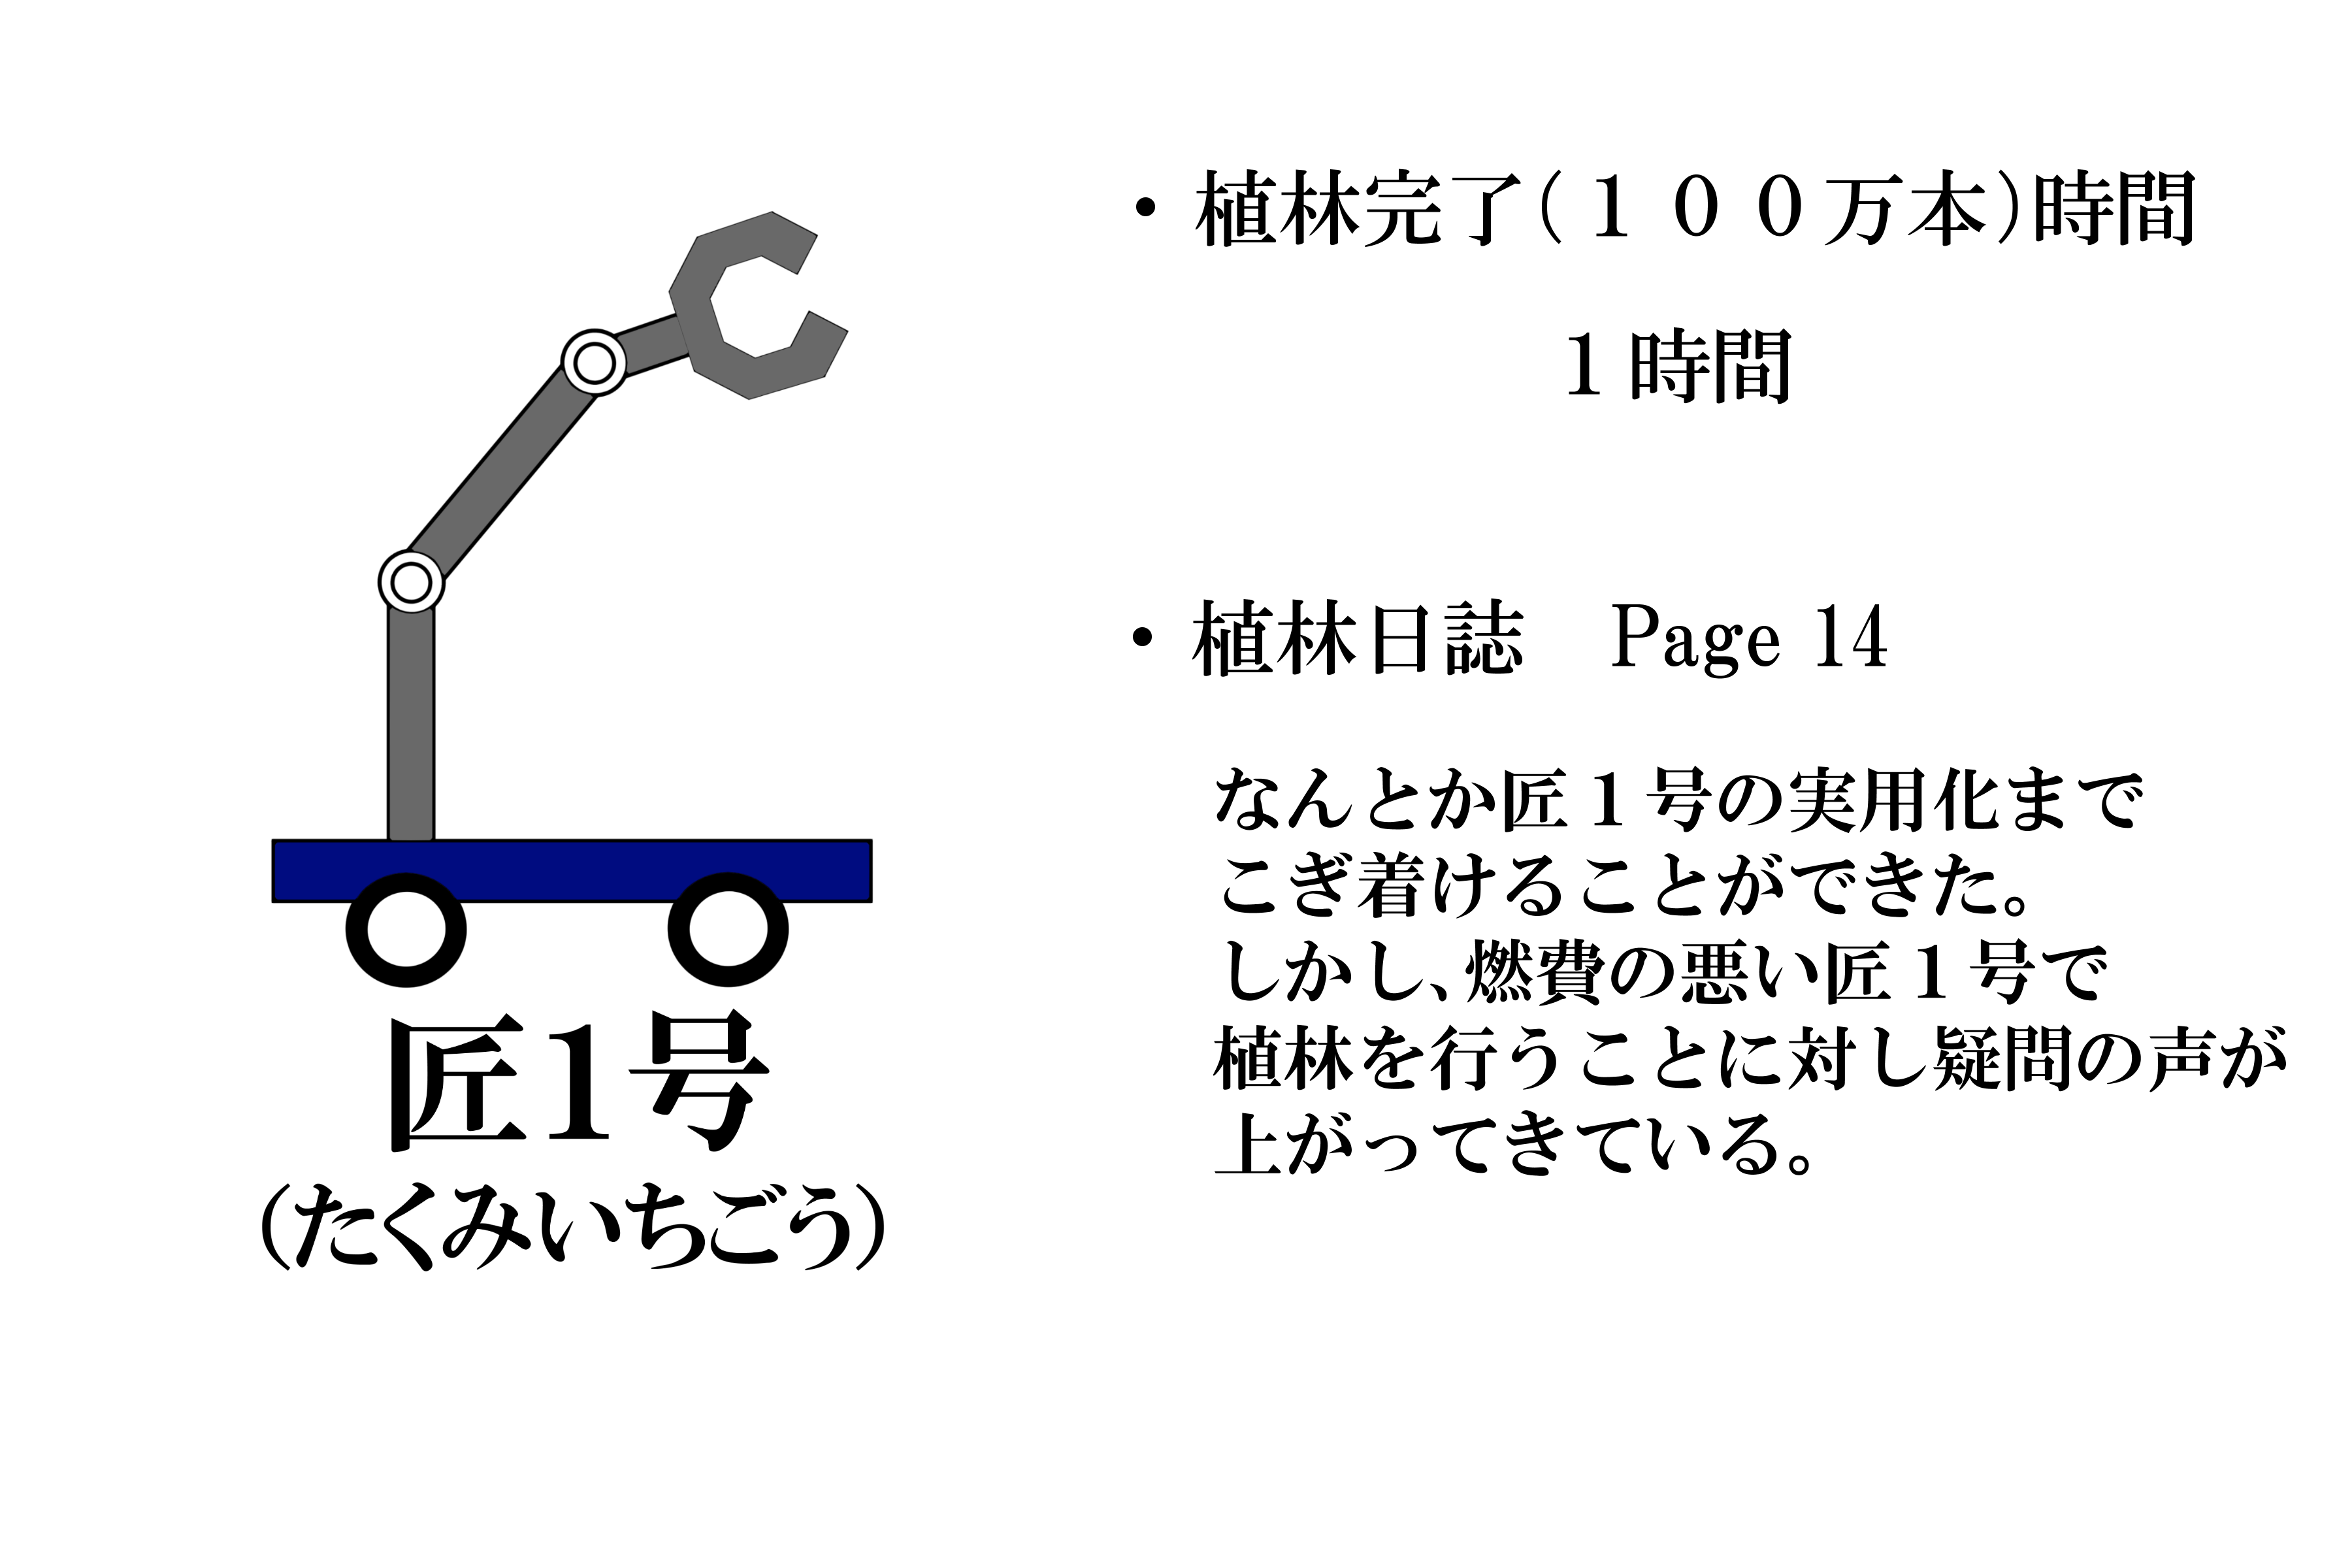 匠1号
(たくみいちごう)
• 植林完了(１００万本)時間
１時間
• 植林日誌　Page 14
なんとか匠１号の実用化まで
こぎ着けることができた。
しかし、燃費の悪い匠１号で
植林を行うことに対し疑問の声が
上がってきている。